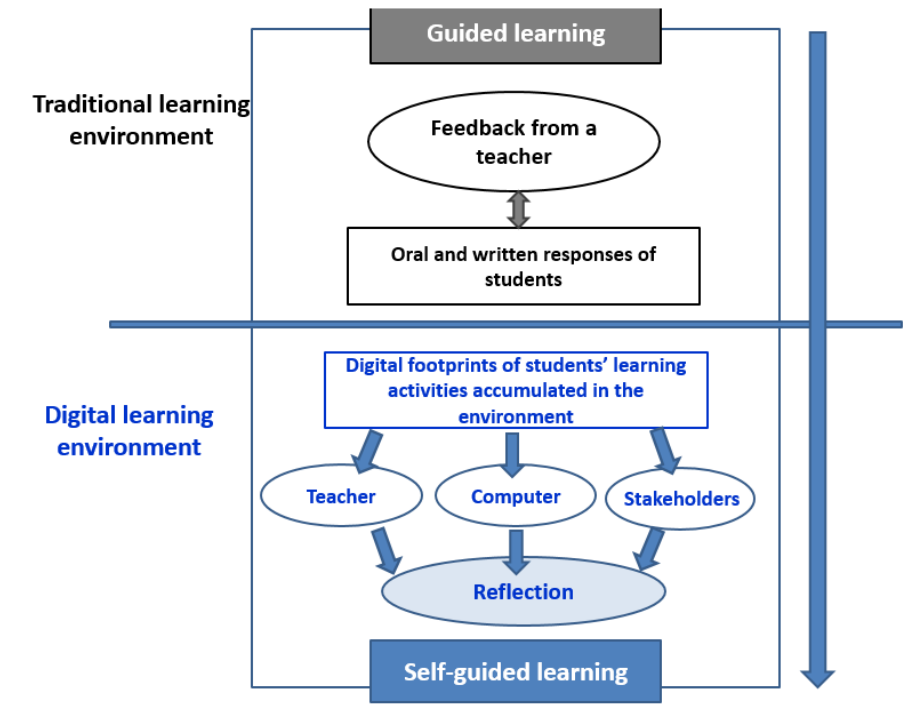 Guided learning
Traditional learning
environment
Feedback from a
teacher
Oral and written responses of
students
Digital footprints of students’ learning
activities accumulated in the
environment
Digital learning
environment
Teacher
Computer
Stakeholders
Reflection
Self-guided learning